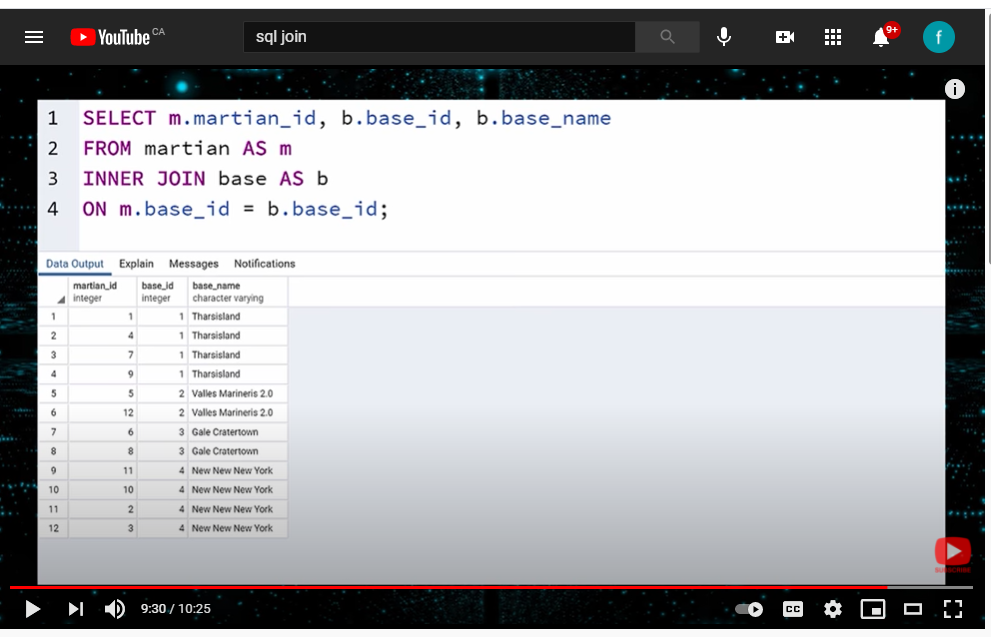 YouTube CA
sql join
9+
f
i
1 SELECT m.martian_id, b.base_id, b.base_name
2 FROM martian AS m
3 INNER JOIN base AS b
4 ON m.base_id = b.base_id;
Data Output Explain Messages Notifications
martian_id base_id base_name
integer integer character varying
1 1 1 Tharsisland
2 4 1 Tharsisland
3 7 1 Tharsisland
4 9 1 Tharsisland
5 5 2 Valles Marineris 2.0
6 12 2 Valles Marineris 2.0
7 6 3 Gale Cratertown
8 8 3 Gale Cratertown
9 11 4 New New New York
10 10 4 New New New York
11 2 4 New New New York
12 3 4 New New New York
SUBSCRIBE
9:30 / 10:25
CC